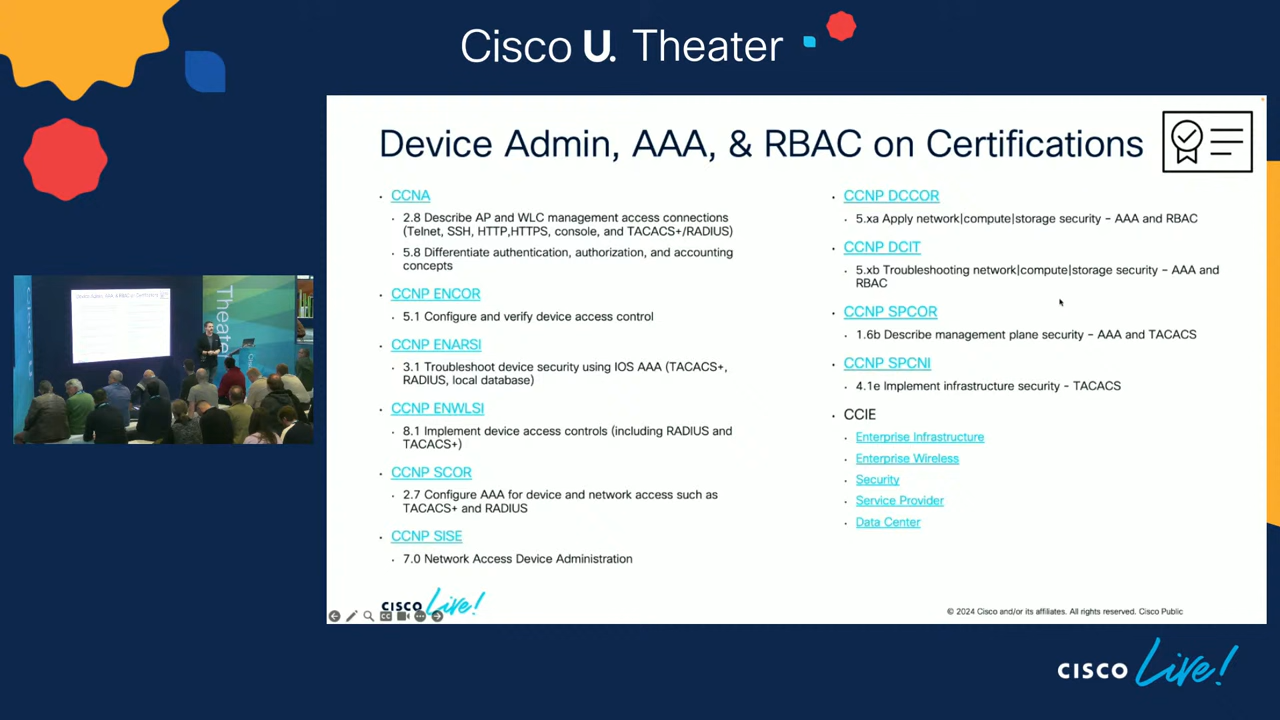 Cisco U. Theater
Device Admin, AAA, & RBAC on Certifications
CCNA
2.8 Describe AP and WLC management access connections
(Telnet, SSH, HTTP,HTTPS, console, and TACACS+/RADIUS)
5.8 Differentiate authentication, authorization, and accounting
concepts
CCNP ENCOR
5.1 Configure and verify device access control
CCNP ENARSI
3.1 Troubleshoot device security using IOS AAA (TACACS+,
RADIUS, local database)
CCNP ENWLSI
8.1 Implement device access controls (including RADIUS and
TACACS+)
CCNP SCOR
2.7 Configure AAA for device and network access such as
TACACS+ and RADIUS
CCNP SISE
7.0 Network Access Device Administration
CCNP DCCOR
5.xa Apply network|compute|storage security – AAA and RBAC
CCNP DCIT
5.xb Troubleshooting network|compute|storage security – AAA and
RBAC
CCNP SPCOR
1.6b Describe management plane security – AAA and TACACS
CCNP SPCNI
4.1e Implement infrastructure security – TACACS
CCIE
Enterprise Infrastructure
Enterprise Wireless
Security
Service Provider
Data Center
CISCO Live!
© 2024 Cisco and/or its affiliates. All rights reserved. Cisco Public
Theate
CISCO Live!